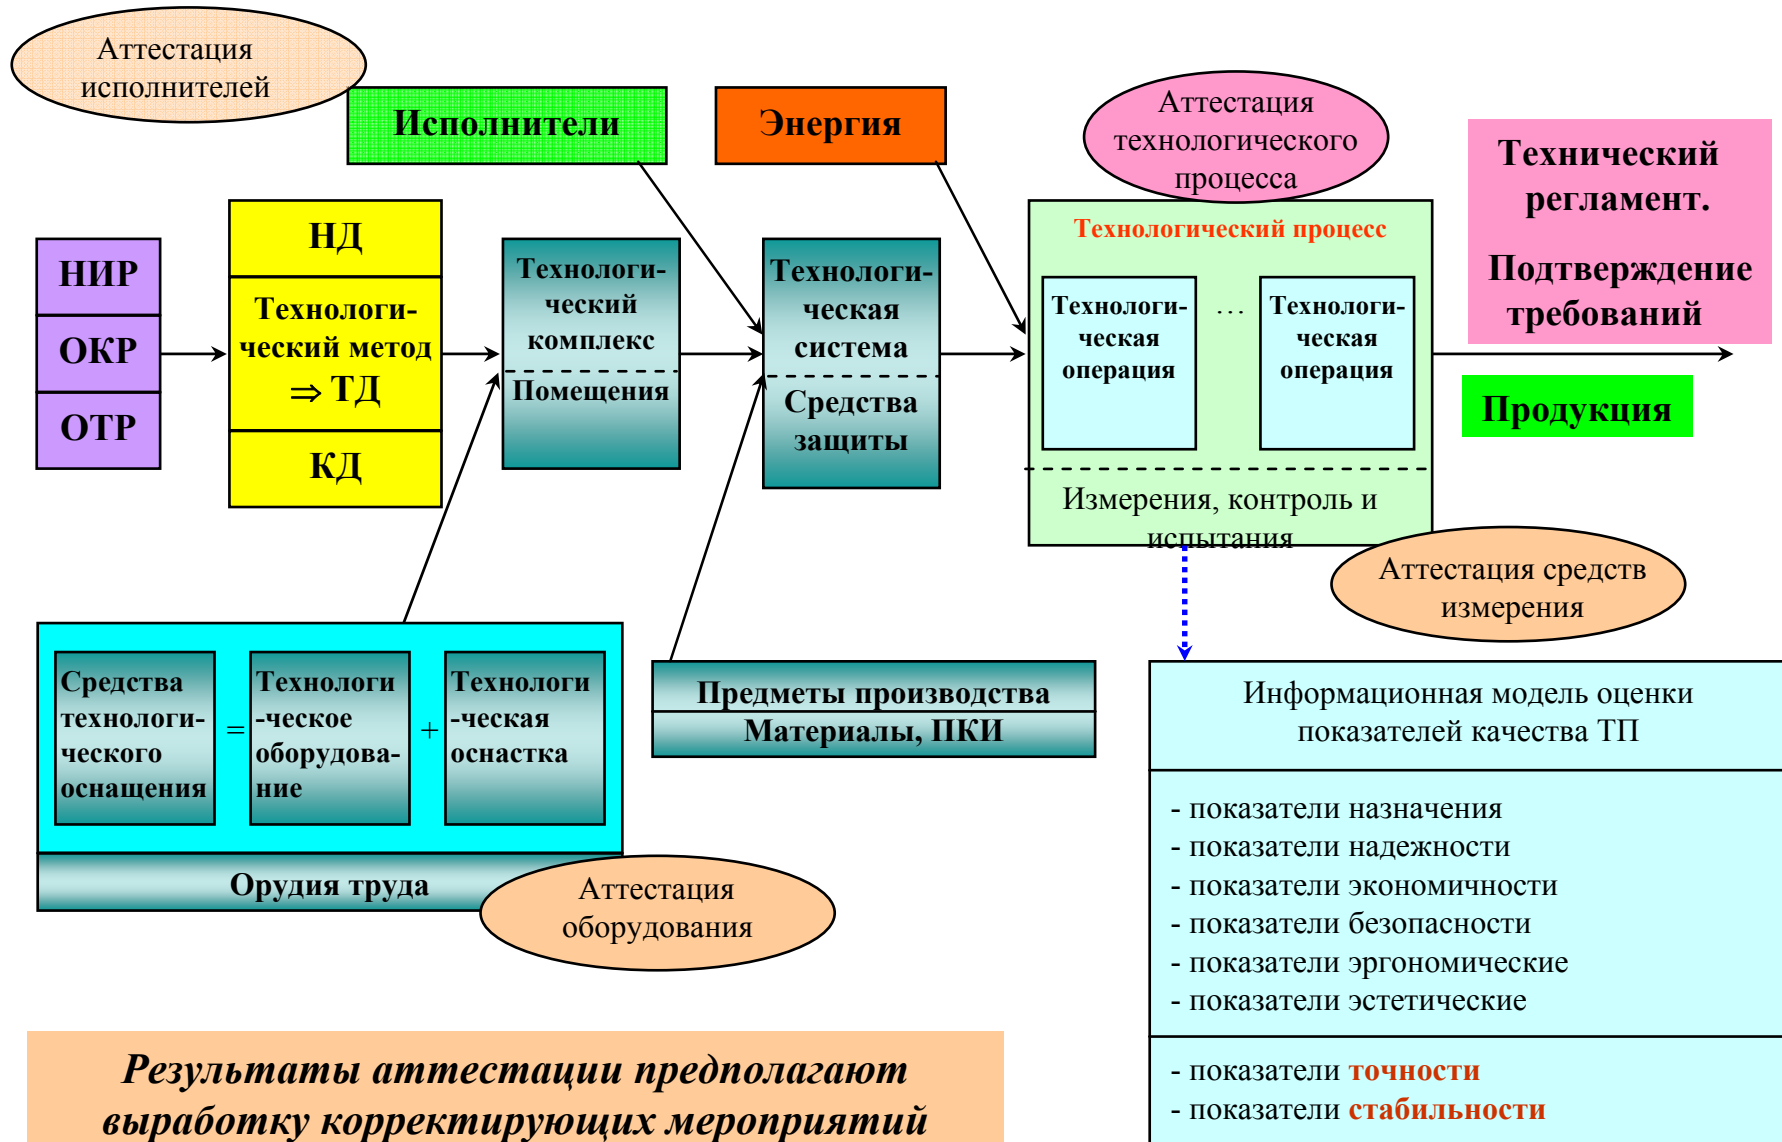 Аттестация
исполнителей
Исполнители
Энергия
Аттестация
технологического
процесса
Технический
регламент.
Подтверждение
требований
НИР
ОКР
ОТР
НД
Технологи-
ческий метод
⇒ ТД
КД
Технологи-
ческий
комплекс
Помещения
Технологи-
ческая
система
Средства
защиты
Технологический процесс
Технологи-
ческая
операция
…
Технологи-
ческая
операция
Измерения, контроль и
испытания
Продукция
Аттестация средств
измерения
Средства
технологи-
ческого
оснащения
=
Технологи
-ческое
оборудова-
ние
+
Технологи
-ческая
оснастка
Орудия труда
Аттестация
оборудования
Предметы производства
Материалы, ПКИ
Информационная модель оценки
показателей качества ТП
- показатели назначения
- показатели надежности
- показатели экономичности
- показатели безопасности
- показатели эргономические
- показатели эстетические
- показатели точности
- показатели стабильности
Результаты аттестации предполагают
выработку корректирующих мероприятий